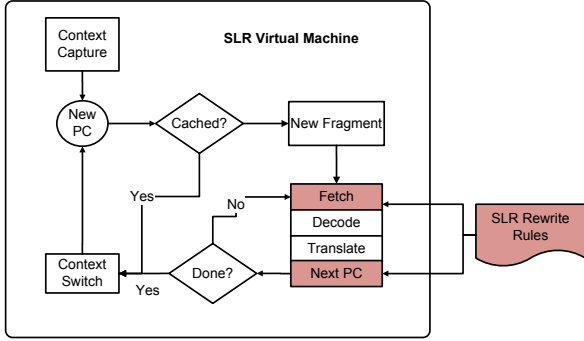 Context
Capture
SLR Virtual Machine
New
PC
Cached?
New Fragment
Yes
No
Fetch
Decode
Translate
Next PC
SLR Rewrite
Rules
Context
Switch
Yes
Done?